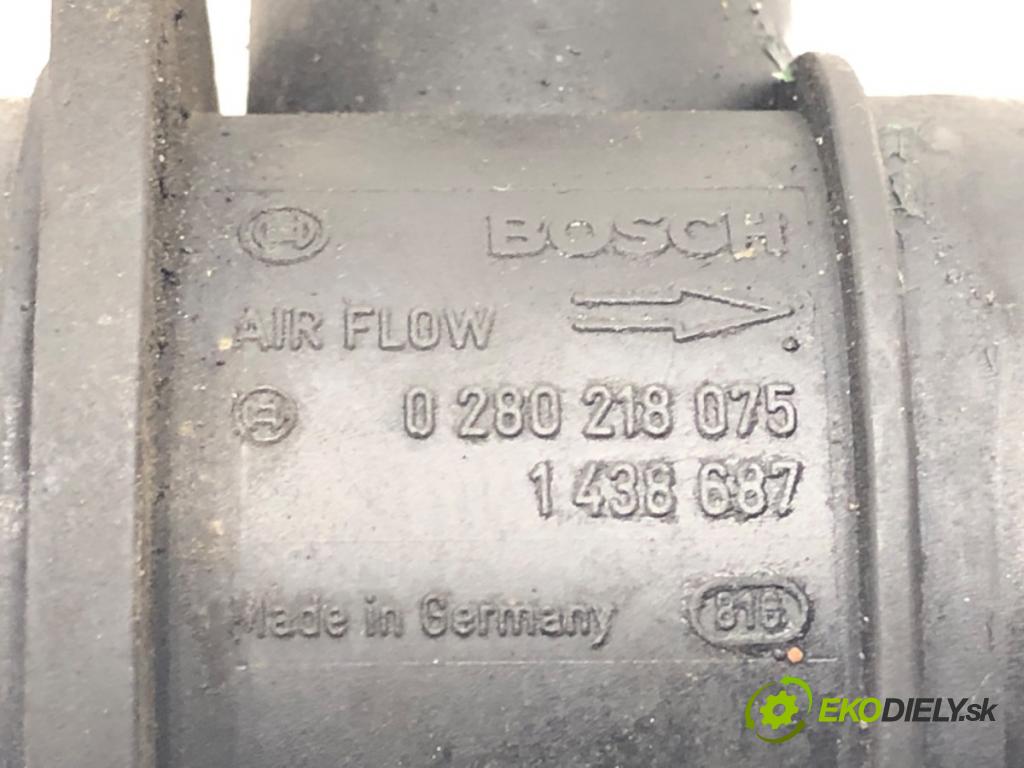 BOSCH
AIR FLOW
0 280 218 075
1 438 687
Made in Germany 816
EKODIELY.sk